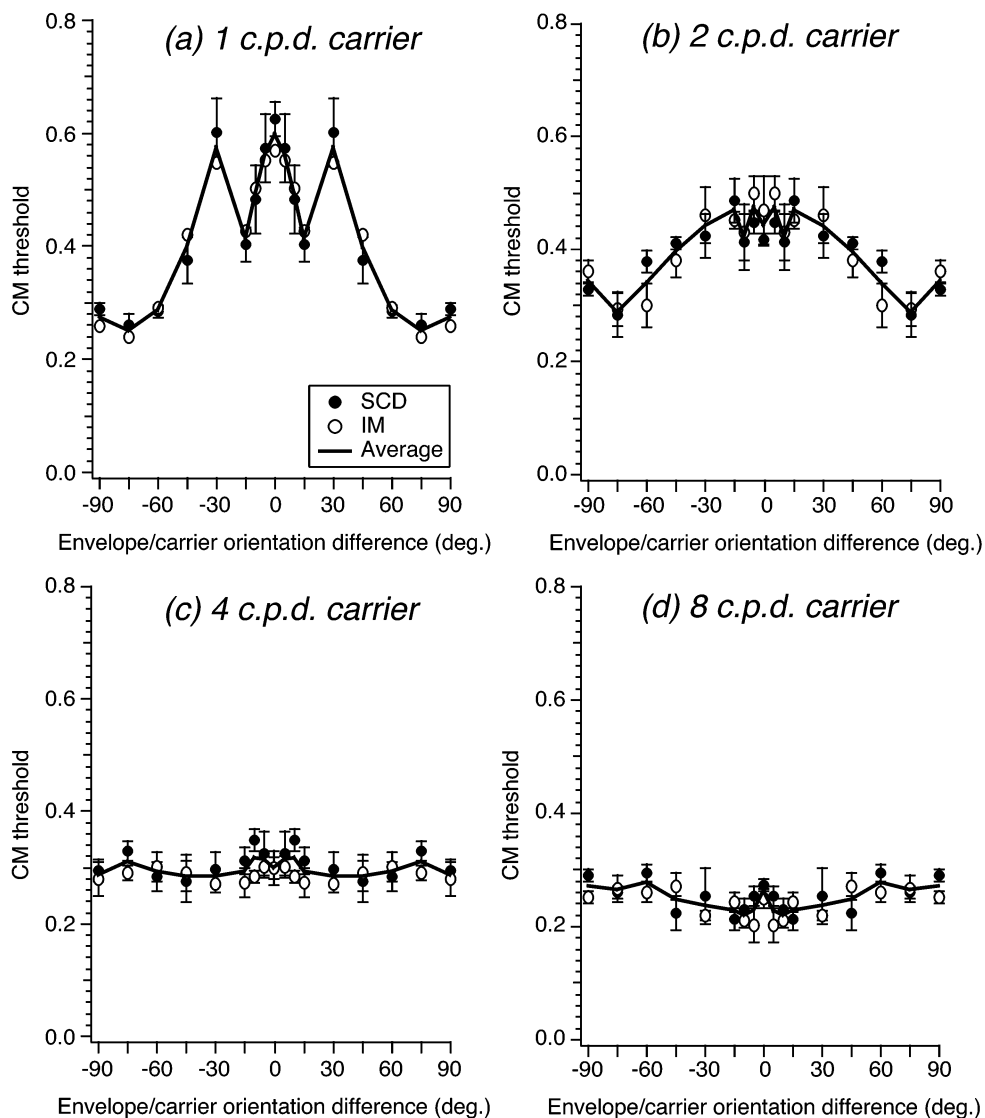 (a) 1 c.p.d. carrier
0.8
0.6
0.4
0.2
0.0
CM threshold
SCD
IM
Average
-90 -60 -30 0 30 60 90
Envelope/carrier orientation difference (deg.)
(b) 2 c.p.d. carrier
0.8
0.6
0.4
0.2
0.0
CM threshold
-90 -60 -30 0 30 60 90
Envelope/carrier orientation difference (deg.)
(c) 4 c.p.d. carrier
0.8
0.6
0.4
0.2
0.0
CM threshold
-90 -60 -30 0 30 60 90
Envelope/carrier orientation difference (deg.)
(d) 8 c.p.d. carrier
0.8
0.6
0.4
0.2
0.0
CM threshold
-90 -60 -30 0 30 60 90
Envelope/carrier orientation difference (deg.)